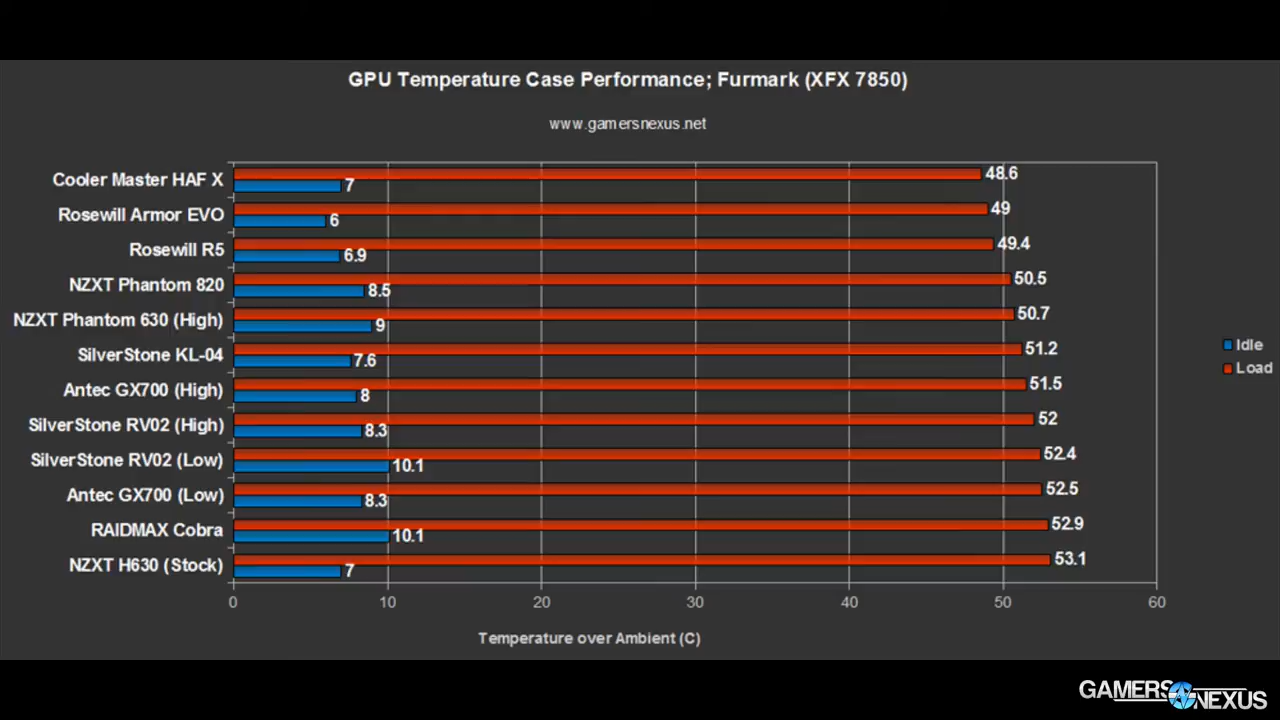 GPU Temperature Case Performance; Furmark (XFX 7850)
www.gamersnexus.net
Cooler Master HAF X 48.6
7
Rosewill Armor EVO 49
6
Rosewill R5 49.4
6.9
NZXT Phantom 820 50.5
8.5
NZXT Phantom 630 (High) 50.7
9
SilverStone KL-04 51.2
7.6
Antec GX700 (High) 51.5
8
SilverStone RV02 (High) 52
8.3
SilverStone RV02 (Low) 52.4
10.1
Antec GX700 (Low) 52.5
8.3
RAIDMAX Cobra 52.9
10.1
NZXT H630 (Stock) 53.1
7
Idle
Load
0 10 20 30 40 50 60
Temperature over Ambient (C)
GAMERS NEXUS